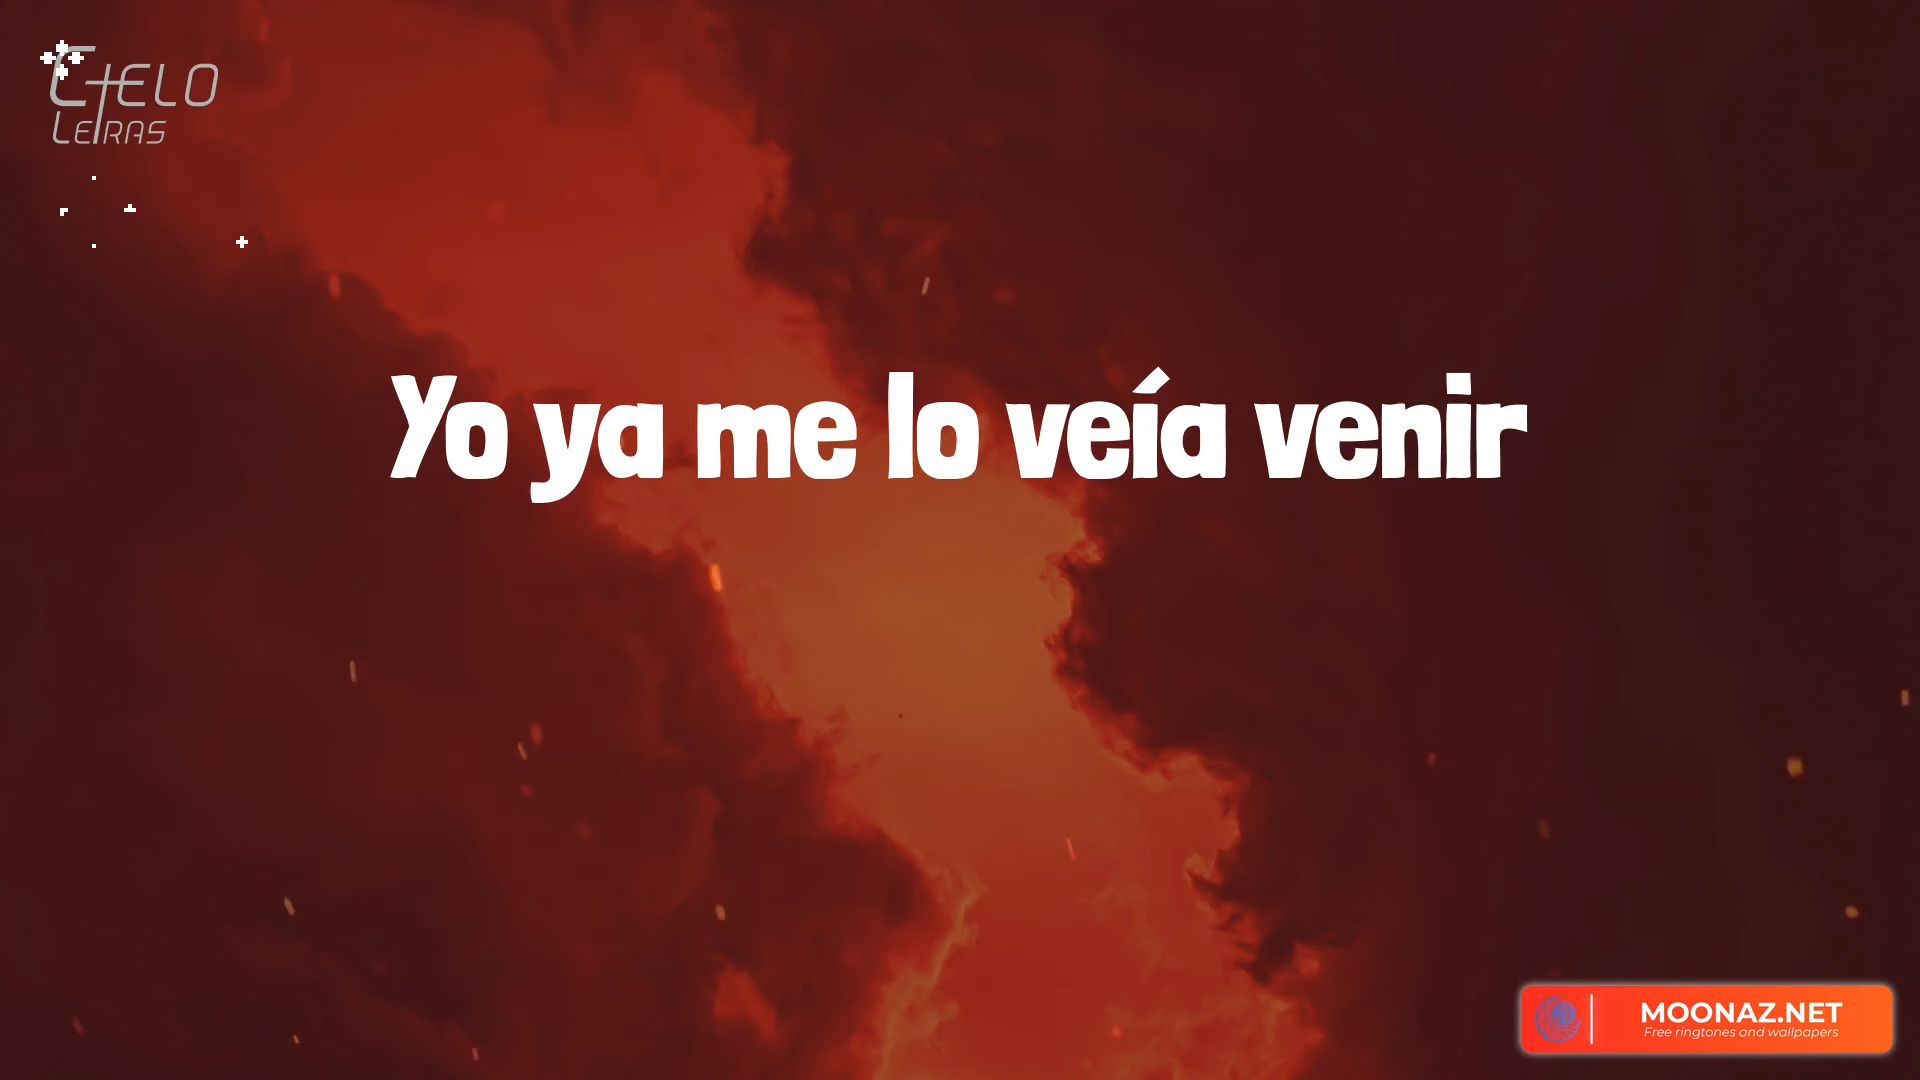 CIELO
LETRAS
Yo ya me lo veía venir
MOONAZ.NET
Free ringtones and wallpapers